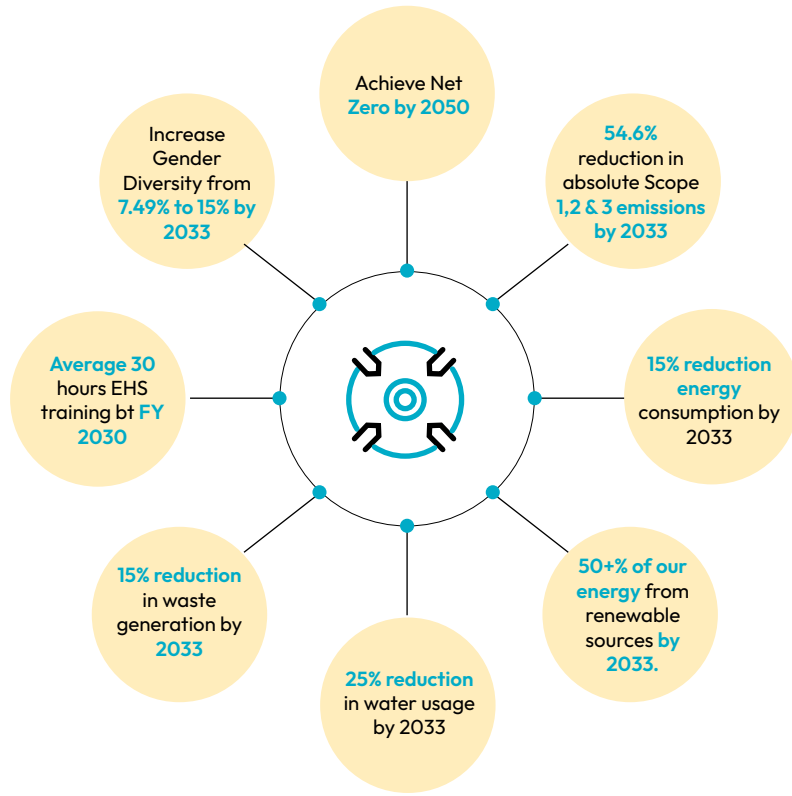 Achieve Net
Zero by 2050
54.6%
reduction in
absolute Scope
1,2 & 3 emissions
by 2033
15% reduction
energy
consumption by
2033
50+% of our
energy from
renewable
sources by
2033.
25% reduction
in water usage
by 2033
15% reduction
in waste
generation by
2033
Average 30
hours EHS
training bt FY
2030
Increase
Gender
Diversity from
7.49% to 15% by
2033